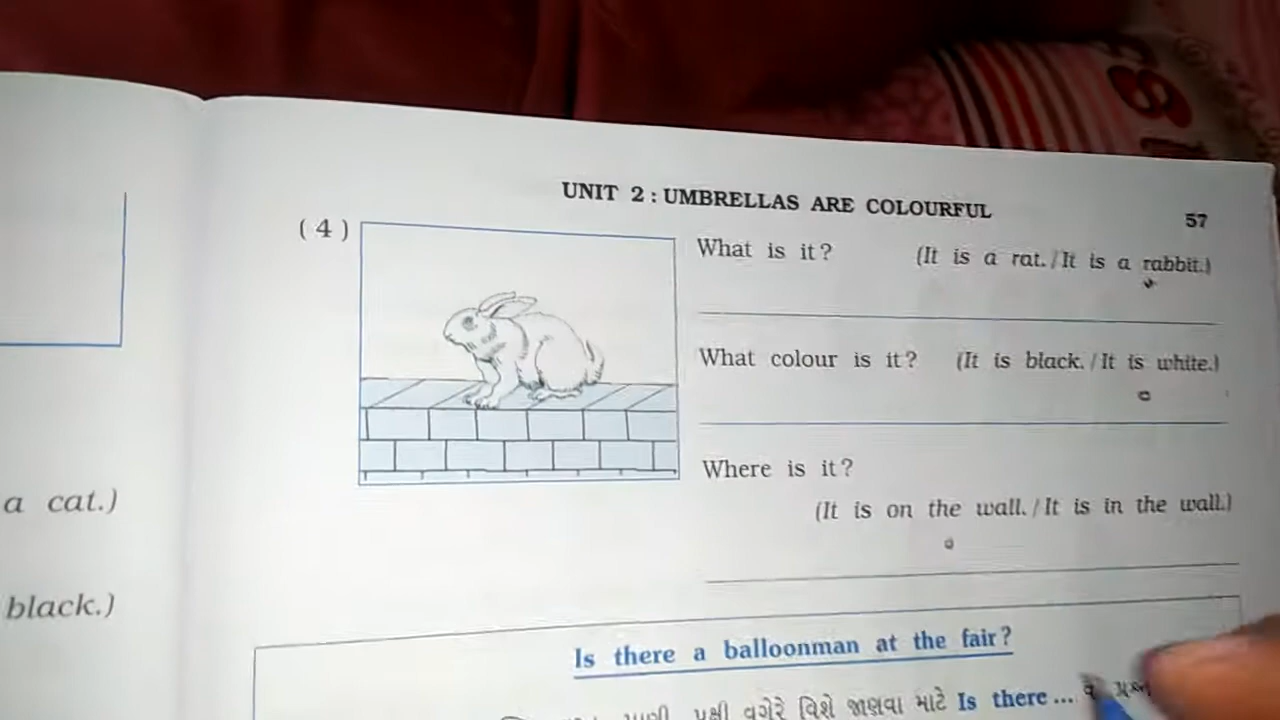 UNIT 2 : UMBRELLAS ARE COLOURFUL
57
( 4 )
What is it? (It is a rat. / It is a rabbit.)
What colour is it? (It is black. / It is white.)
Where is it?
(It is on the wall. / It is in the wall.)
a cat.)
black.)
Is there a balloonman at the fair?
પક્ષી વગેરે વિશે જાણવા માટે Is there ...